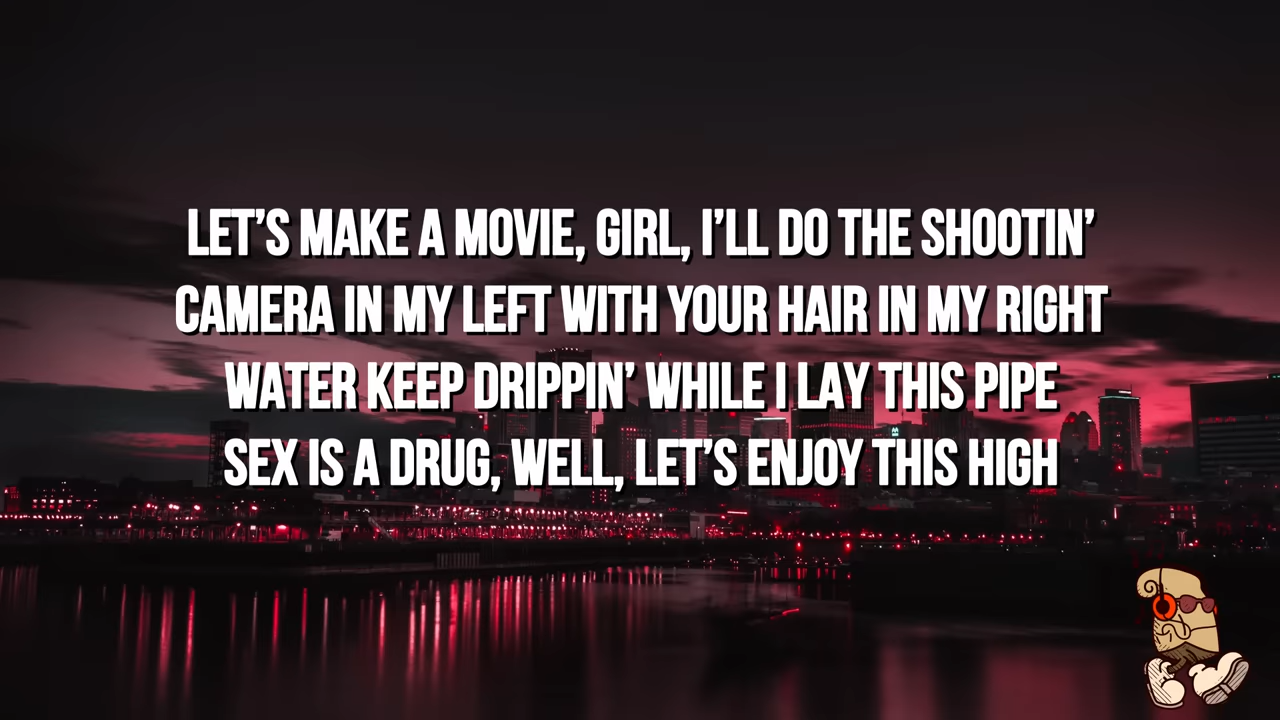 LET'S MAKE A MOVIE, GIRL, I'LL DO THE SHOOTIN'
CAMERA IN MY LEFT WITH YOUR HAIR IN MY RIGHT
WATER KEEP DRIPPIN' WHILE I LAY THIS PIPE
SEX IS A DRUG, WELL, LET'S ENJOY THIS HIGH